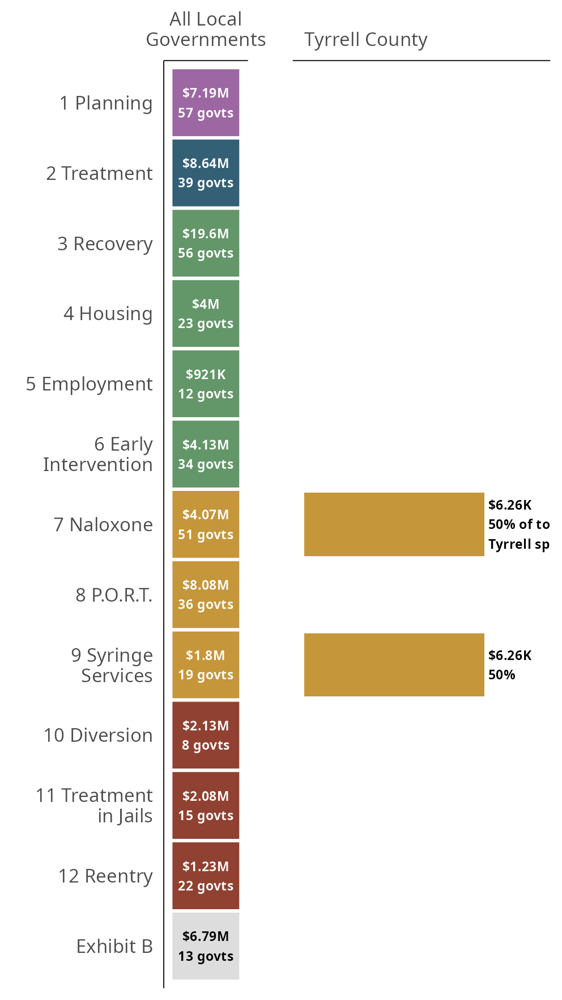 All Local
Governments
Tyrrell County
1 Planning
$7.19M
57 govts
2 Treatment
$8.64M
39 govts
3 Recovery
$19.6M
56 govts
4 Housing
$4M
23 govts
5 Employment
$921K
12 govts
6 Early
Intervention
$4.13M
34 govts
7 Naloxone
$4.07M
51 govts
$6.26K
50% of to
Tyrrell sp
8 P.O.R.T.
$8.08M
36 govts
9 Syringe
Services
$1.8M
19 govts
$6.26K
50%
10 Diversion
$2.13M
8 govts
11 Treatment
in Jails
$2.08M
15 govts
12 Reentry
$1.23M
22 govts
Exhibit B
$6.79M
13 govts